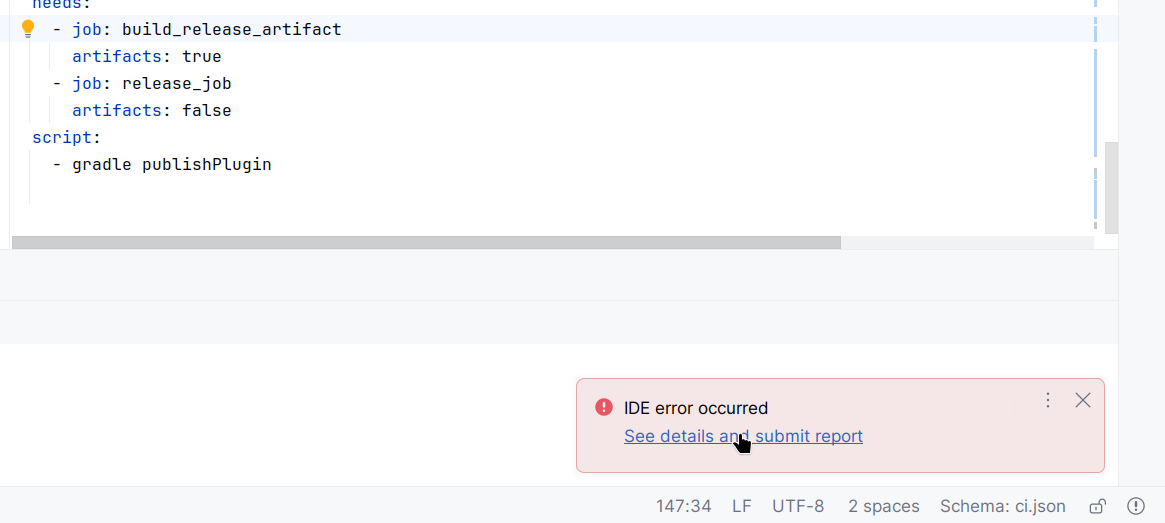 needs:
- job: build_release_artifact
artifacts: true
- job: release_job
artifacts: false
script:
- gradle publishPlugin
IDE error occurred
See details and submit report
147:34 LF UTF-8 2 spaces Schema: ci.json